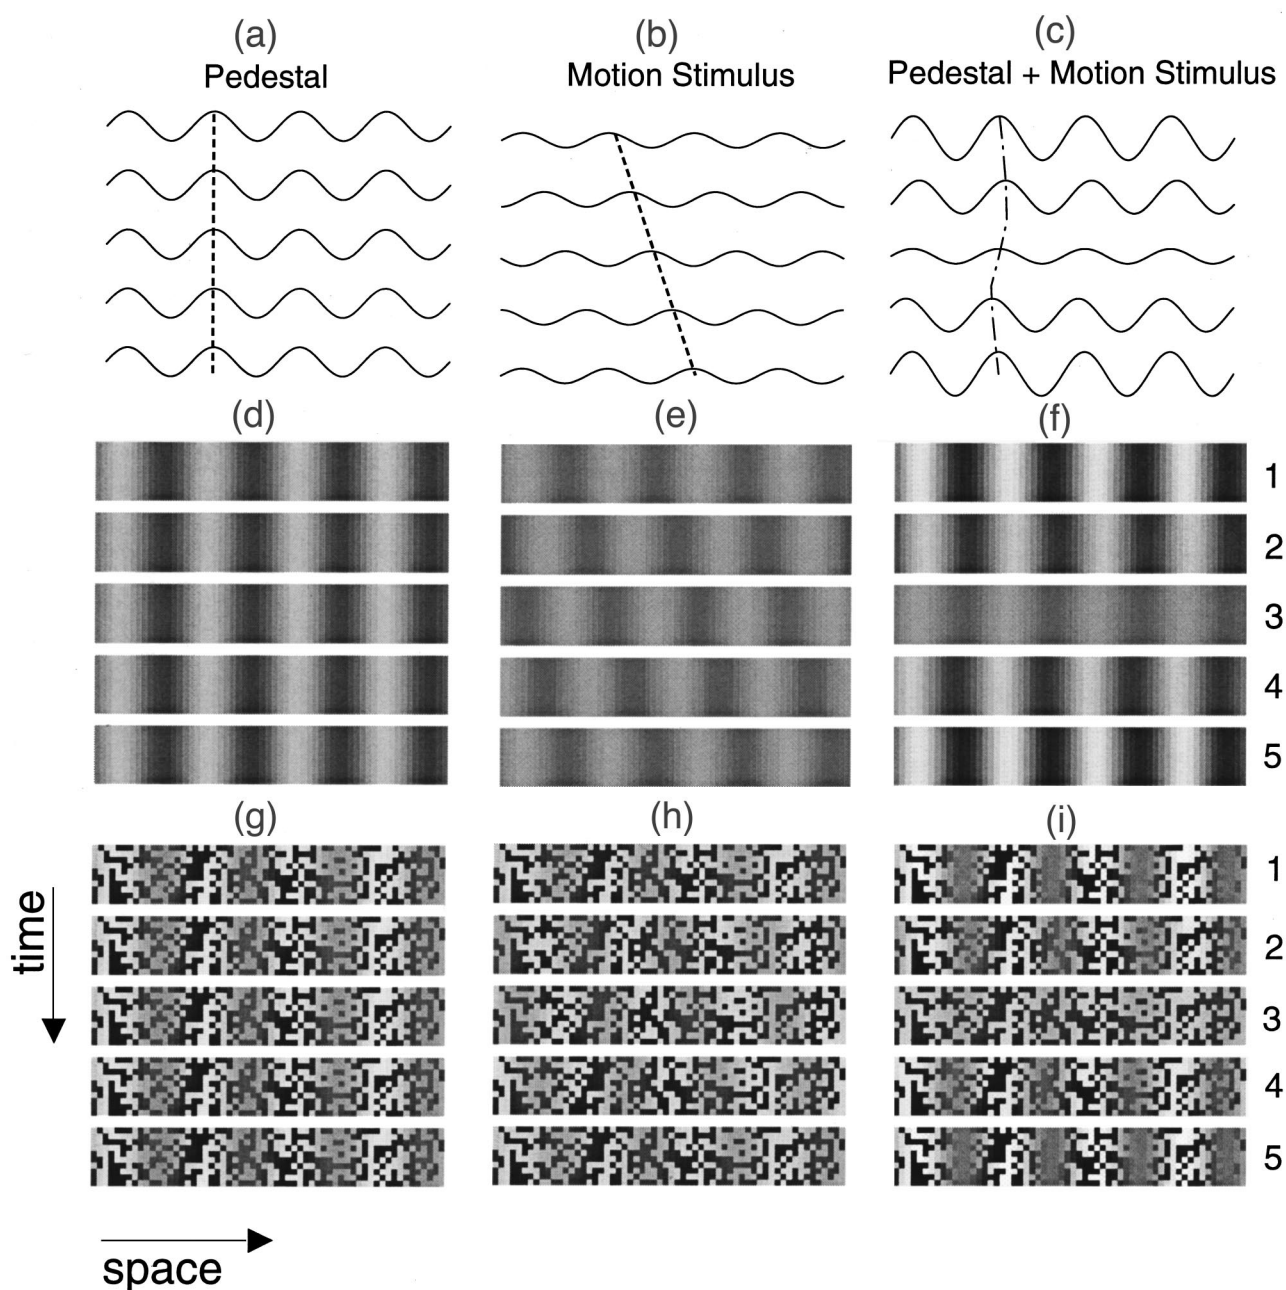 (a)
Pedestal
(b)
Motion Stimulus
(c)
Pedestal + Motion Stimulus
(d)
(e)
(f)
1
2
3
4
5
(g)
(h)
(i)
1
2
3
4
5
time
space